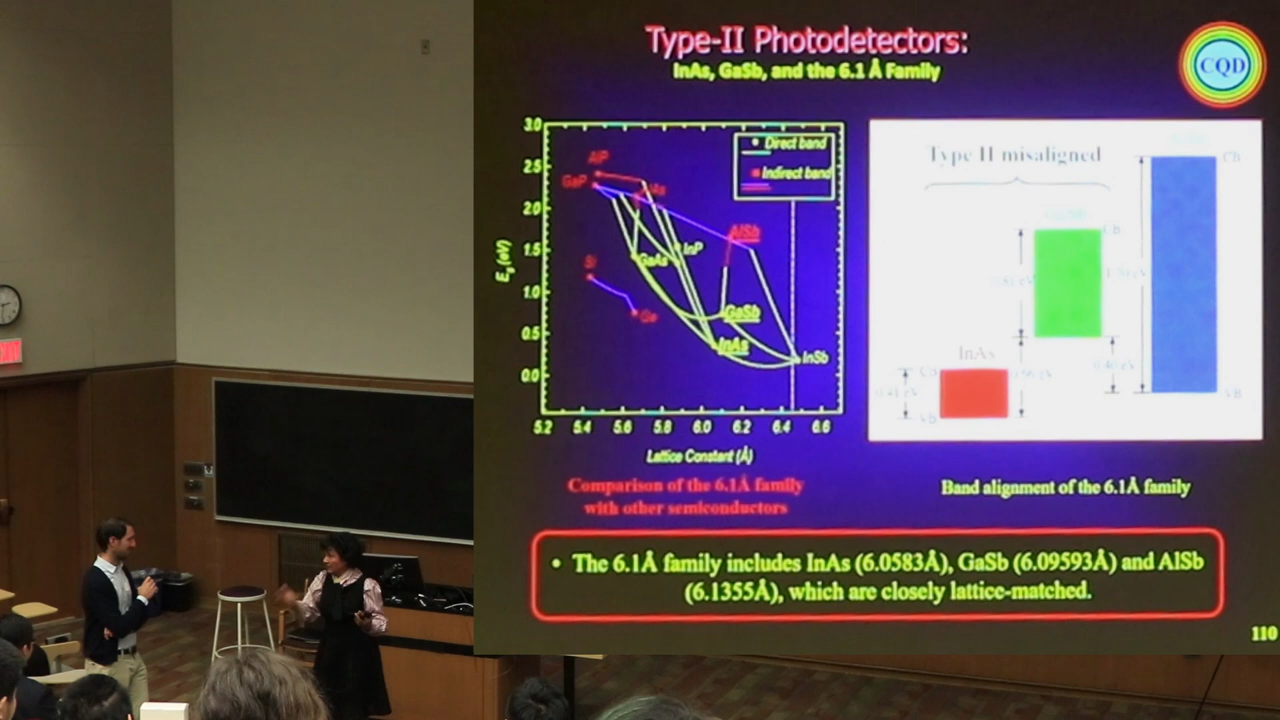 Type-II Photodetectors:
InAs, GaSb, and the 6.1 Å Family
CQD
3.0
2.5
2.0
1.5
1.0
0.5
0.0
Eg(eV)
5.2 5.4 5.6 5.8 6.0 6.2 6.4 6.6
Lattice Constant (Å)
Direct band
Indirect band
AlP
GaP
AlSb
InP
GaAs
Si
Ge
GaSb
InAs
InSb
Comparison of the 6.1Å family
with other semiconductors
Type II misaligned
InAs
Band alignment of the 6.1Å family
• The 6.1Å family includes InAs (6.0583Å), GaSb (6.09593Å) and AlSb
(6.1355Å), which are closely lattice-matched.
110